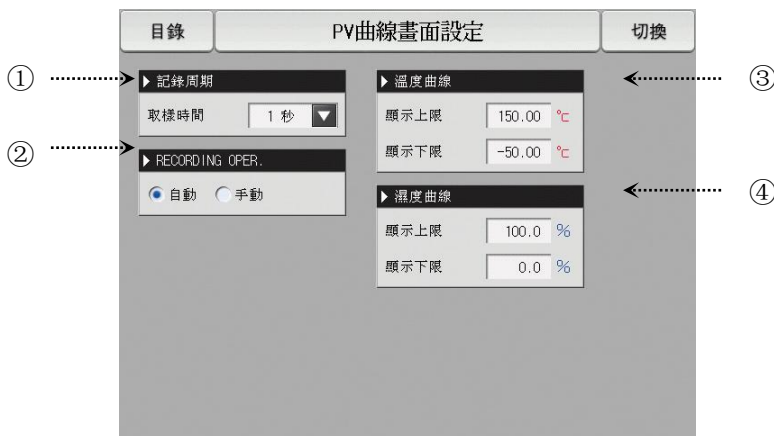 目錄 PV曲線畫面設定 切換
① ▶ 記錄周期
取樣時間 1 秒 ▼
② ▶ RECORDING OPER.
自動 手動
▶ 溫度曲線 ③
顯示上限 150.00 ℃
顯示下限 -50.00 ℃
▶ 濕度曲線 ④
顯示上限 100.0 %
顯示下限 0.0 %